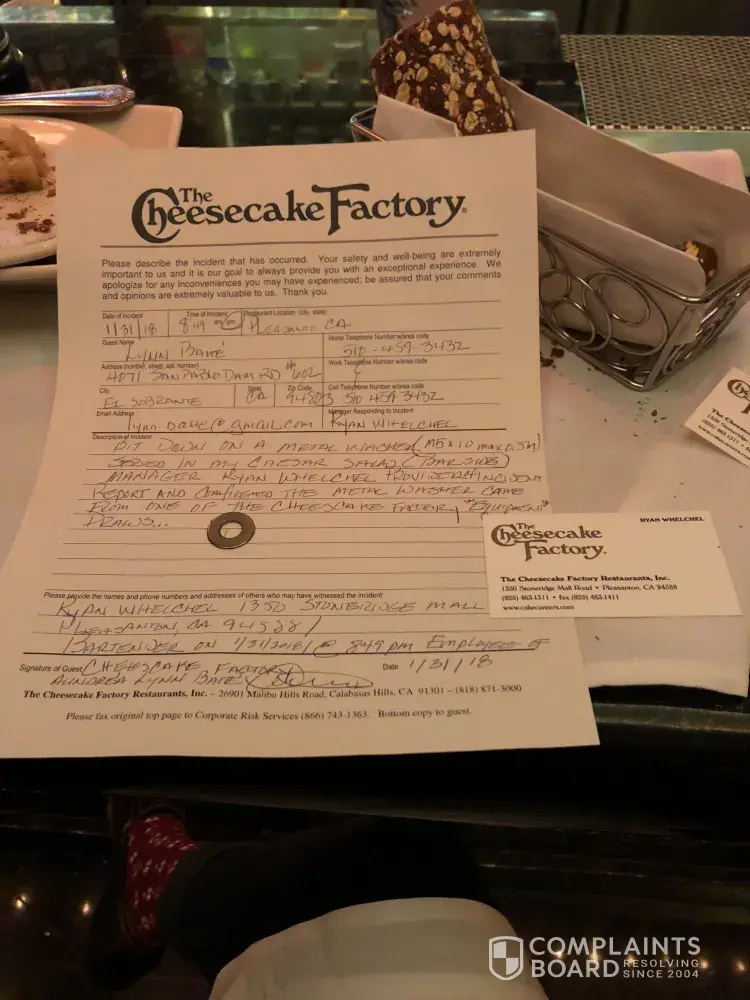 The
Cheesecake Factory®
Please describe the incident that has occurred. Your safety and well-being are extremely
important to us and it is our goal to always provide you with an exceptional experience. We
apologize for any inconveniences you may have experienced; be assured that your comments
and opinions are extremely valuable to us. Thank you.
Date of Incident Time of Incident Restaurant Location (city, state)
1/31/18 8:49 am/pm CA
Guest Name Home Telephone Number w/area code
LYNN 510-459-3432
Address (number, street, apt. number) Work Telephone Number w/area code
4071 SAN PABLO DAM RD #602
City State Zip Code Cell Telephone Number w/area code
EL SOBRANTE CA 94803 510 459 3432
Email Address Manager Responding to Incident
@gmail.com RYAN WHELCHEL
Description of Incident
BIT DOWN ON A METAL WASHER (M5 x 10
SERVED IN MY CAESAR SALAD
MANAGER RYAN WHELCHEL PROVIDED INCIDENT
REPORT AND CONFIRMED THE METAL WASHER CAME
FROM ONE OF THE CHEESCAKE FACTORY "EQUIPMENT"
DRAWS...
Please provide the names and phone numbers and addresses of others who may have witnessed the incident
RYAN WHELCHEL 1350 STONERIDGE MALL
PLEASANTON, CA 94588/
BARTENDER ON 1/31/2018/@ 849 pm EMPLOYEE OF
CHEESCAKE FACTORY
Signature of Guest LYNN Date 1/31/18
The Cheesecake Factory Restaurants, Inc. – 26901 Malibu Hills Road, Calabasas Hills, CA 91301 – (818) 871-3000
Please fax original top page to Corporate Risk Services (866) 743-1363. Bottom copy to guest.
RYAN WHELCHEL
The
Cheesecake
Factory®
The Cheesecake Factory Restaurants, Inc.
1350 Stoneridge Mall Road • Pleasanton, CA 94588
(925) 463-1311 • fax (925) 463-1411
www.cakecareers.com
The Cheesecake
COMPLAINTS
BOARD RESOLVING
SINCE 2004